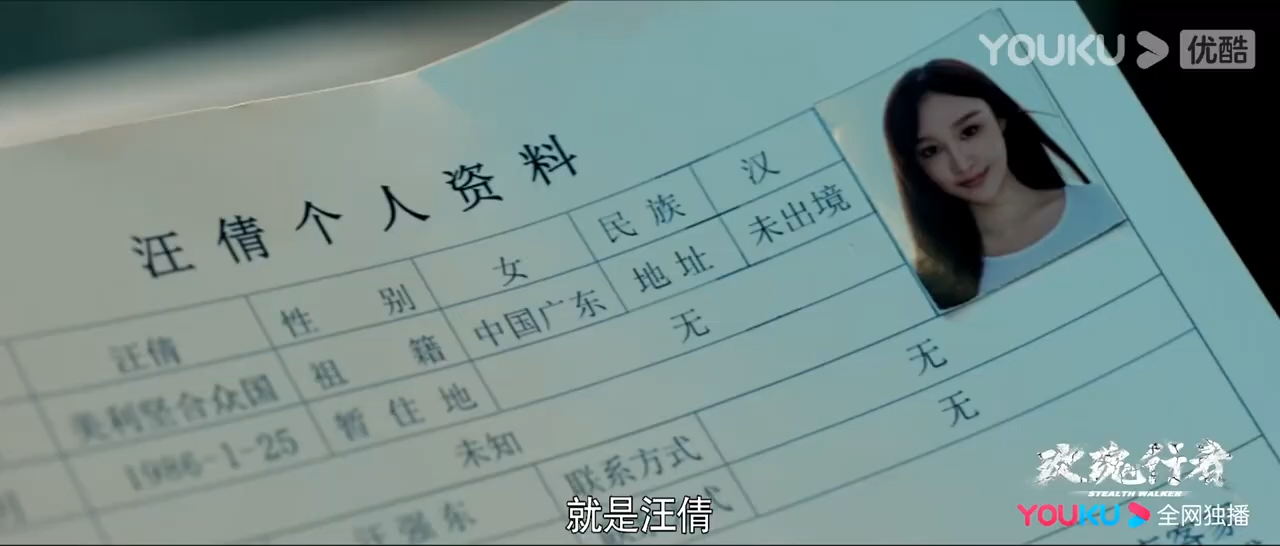 YOUKU 优酷
汪倩个人资料
汪倩 性别 女 民族 汉
美利坚合众国 祖籍 中国广东 地址 未出境
1986-1-25 暂住地 无
未知 无
汪强东 联系方式 无
就是汪倩
玫瑰行者
STEALTH WALKER
YOUKU 全网独播